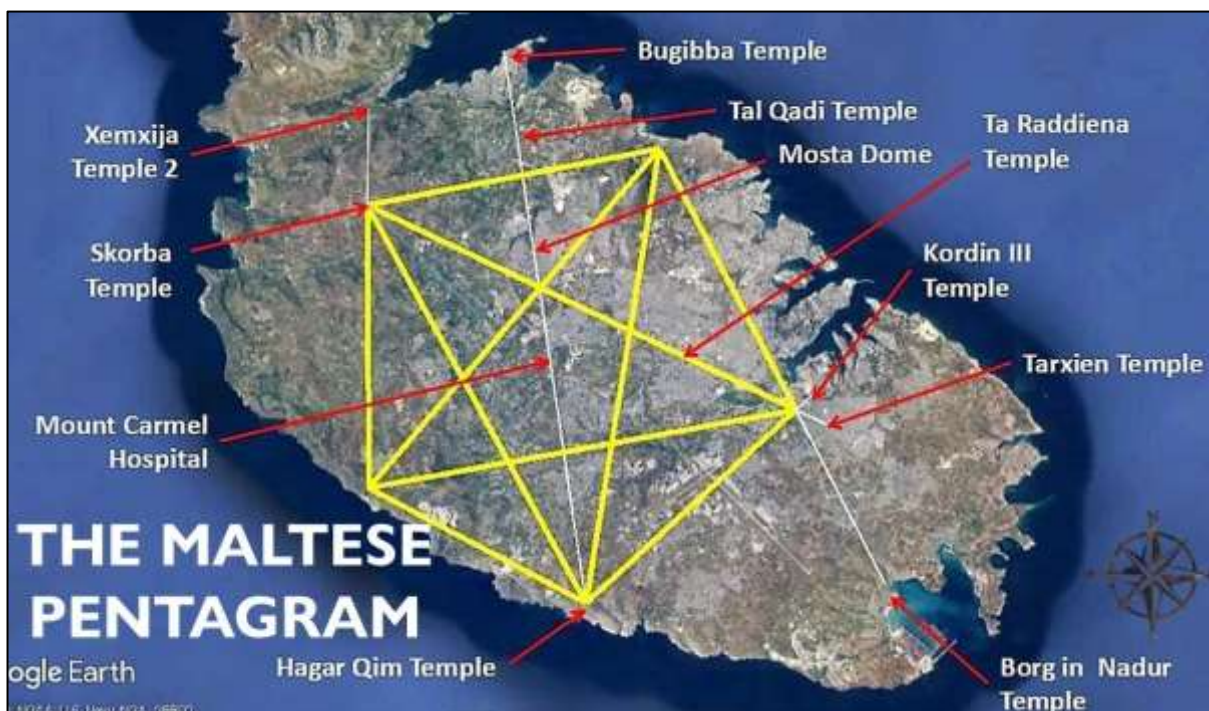 Bugibba Temple
Tal Qadi Temple
Ta Raddiena
Temple
Mosta Dome
Xemxija
Temple 2
Skorba
Temple
Kordin III
Temple
Tarxien Temple
Mount Carmel
Hospital
THE MALTESE
PENTAGRAM
Hagar Qim Temple
Borg in Nadur
Temple
ogle Earth
N